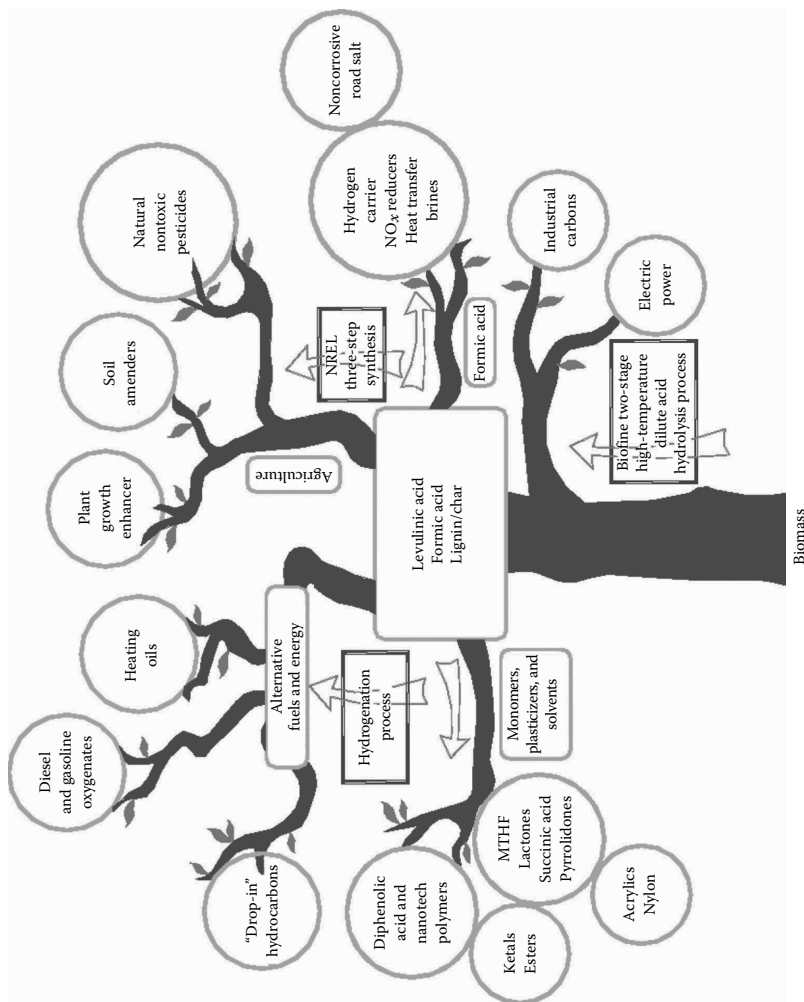 Diesel
and gasoline
oxygenates
Heating
oils
Plant
growth
enhancer
Soil
amenders
Natural
nontoxic
pesticides
Noncorrosive
road salt
"Drop-in"
hydrocarbons
Alternative
fuels and energy
Agriculture
NREL
three-step
synthesis
Hydrogen
carrier
NOx reducers
Heat transfer
brines
Hydrogenation
process
Diphenolic
acid and
nanotech
polymers
Levulinic acid
Formic acid
Lignin/char
Formic acid
Industrial
carbons
Electric
power
Ketals
Esters
MTHF
Lactones
Succinic acid
Pyrrolidones
Monomers,
plasticizers, and
solvents
Acrylics
Nylon
Biofine two-stage
high-temperature
dilute acid
hydrolysis process
Biomass